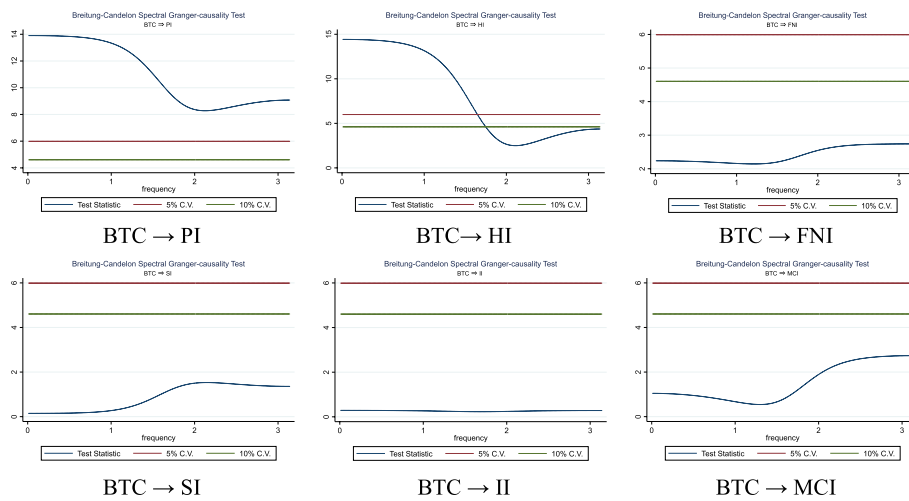 Breitung-Candelon Spectral Granger-causality Test
BTC ⇒ PI
14
12
10
8
6
4
0 1 2 3
frequency
Test Statistic 5% C.V. 10% C.V.
BTC → PI
Breitung-Candelon Spectral Granger-causality Test
BTC ⇒ HI
15
10
5
0
0 1 2 3
frequency
Test Statistic 5% C.V. 10% C.V.
BTC→ HI
Breitung-Candelon Spectral Granger-causality Test
BTC ⇒ FNI
6
5
4
3
2
0 1 2 3
frequency
Test Statistic 5% C.V. 10% C.V.
BTC → FNI
Breitung-Candelon Spectral Granger-causality Test
BTC ⇒ SI
6
4
2
0
0 1 2 3
frequency
Test Statistic 5% C.V. 10% C.V.
BTC → SI
Breitung-Candelon Spectral Granger-causality Test
BTC ⇒ II
6
4
2
0
0 1 2 3
frequency
Test Statistic 5% C.V. 10% C.V.
BTC → II
Breitung-Candelon Spectral Granger-causality Test
BTC ⇒ MCI
6
4
2
0
0 1 2 3
frequency
Test Statistic 5% C.V. 10% C.V.
BTC → MCI